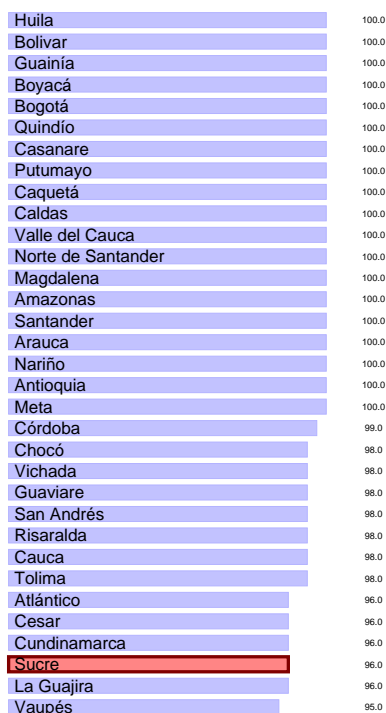 Huila 100.0
Bolivar 100.0
Guainía 100.0
Boyacá 100.0
Bogotá 100.0
Quindío 100.0
Casanare 100.0
Putumayo 100.0
Caquetá 100.0
Caldas 100.0
Valle del Cauca 100.0
Norte de Santander 100.0
Magdalena 100.0
Amazonas 100.0
Santander 100.0
Arauca 100.0
Nariño 100.0
Antioquia 100.0
Meta 100.0
Córdoba 99.0
Chocó 98.0
Vichada 98.0
Guaviare 98.0
San Andrés 98.0
Risaralda 98.0
Cauca 98.0
Tolima 98.0
Atlántico 96.0
Cesar 96.0
Cundinamarca 96.0
Sucre 96.0
La Guajira 96.0
Vaupés 95.0